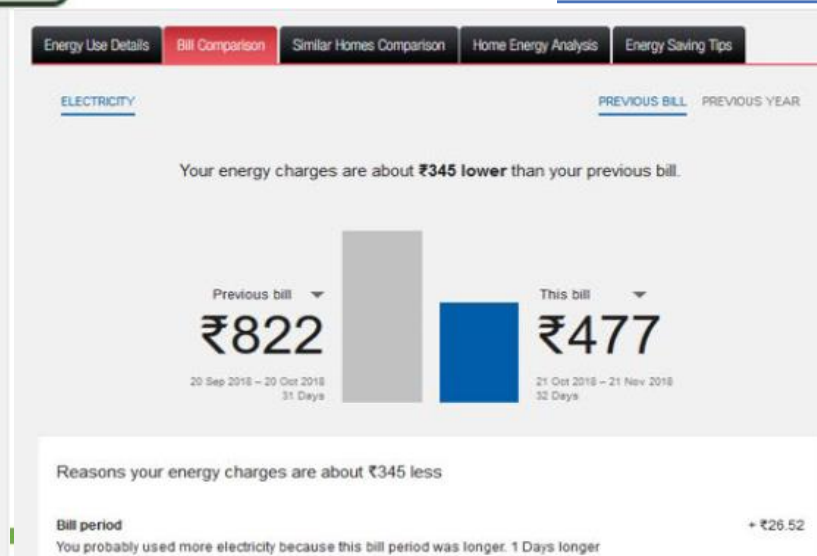 Energy Use Details Bill Comparison Similar Homes Comparison Home Energy Analysis Energy Saving Tips
ELECTRICITY PREVIOUS BILL PREVIOUS YEAR
Your energy charges are about ₹345 lower than your previous bill.
Previous bill
₹822
20 Sep 2018 – 20 Oct 2018
31 Days
This bill
₹477
21 Oct 2018 – 21 Nov 2018
32 Days
Reasons your energy charges are about ₹345 less
Bill period + ₹26.52
You probably used more electricity because this bill period was longer. 1 Days longer